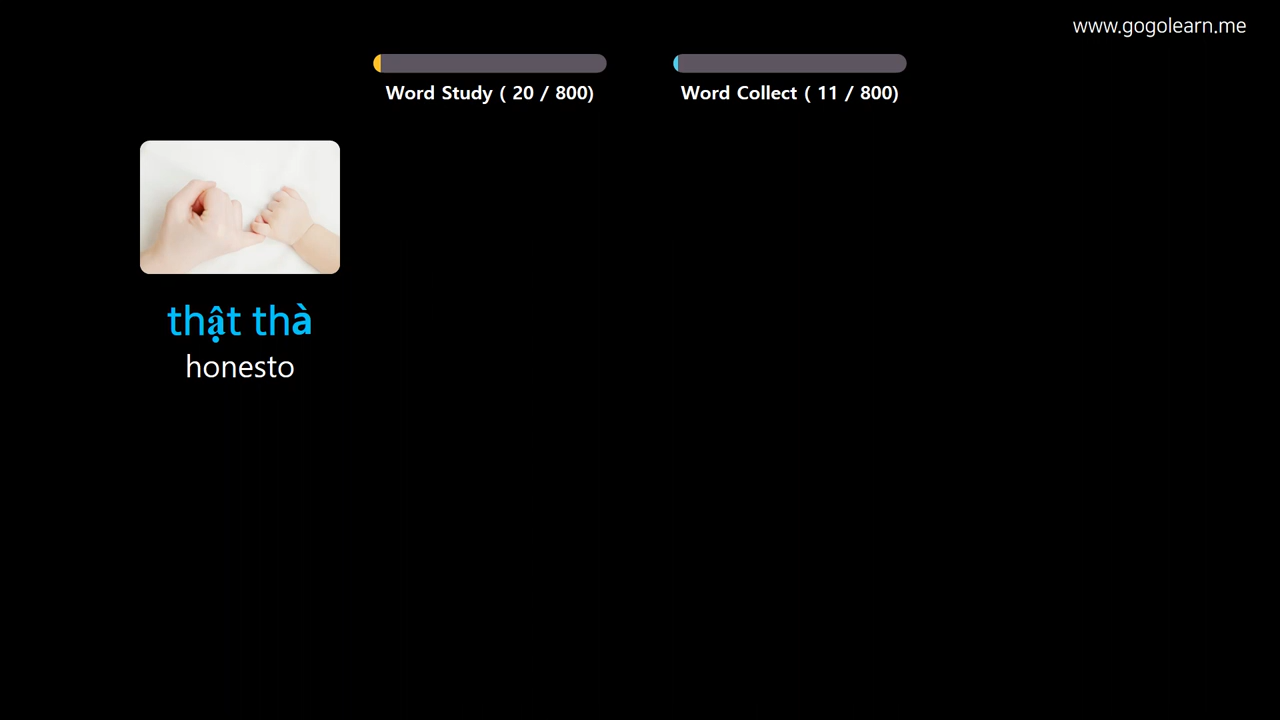 www.gogolearn.me
Word Study ( 20 / 800)
Word Collect ( 11 / 800)
thật thà
honesto